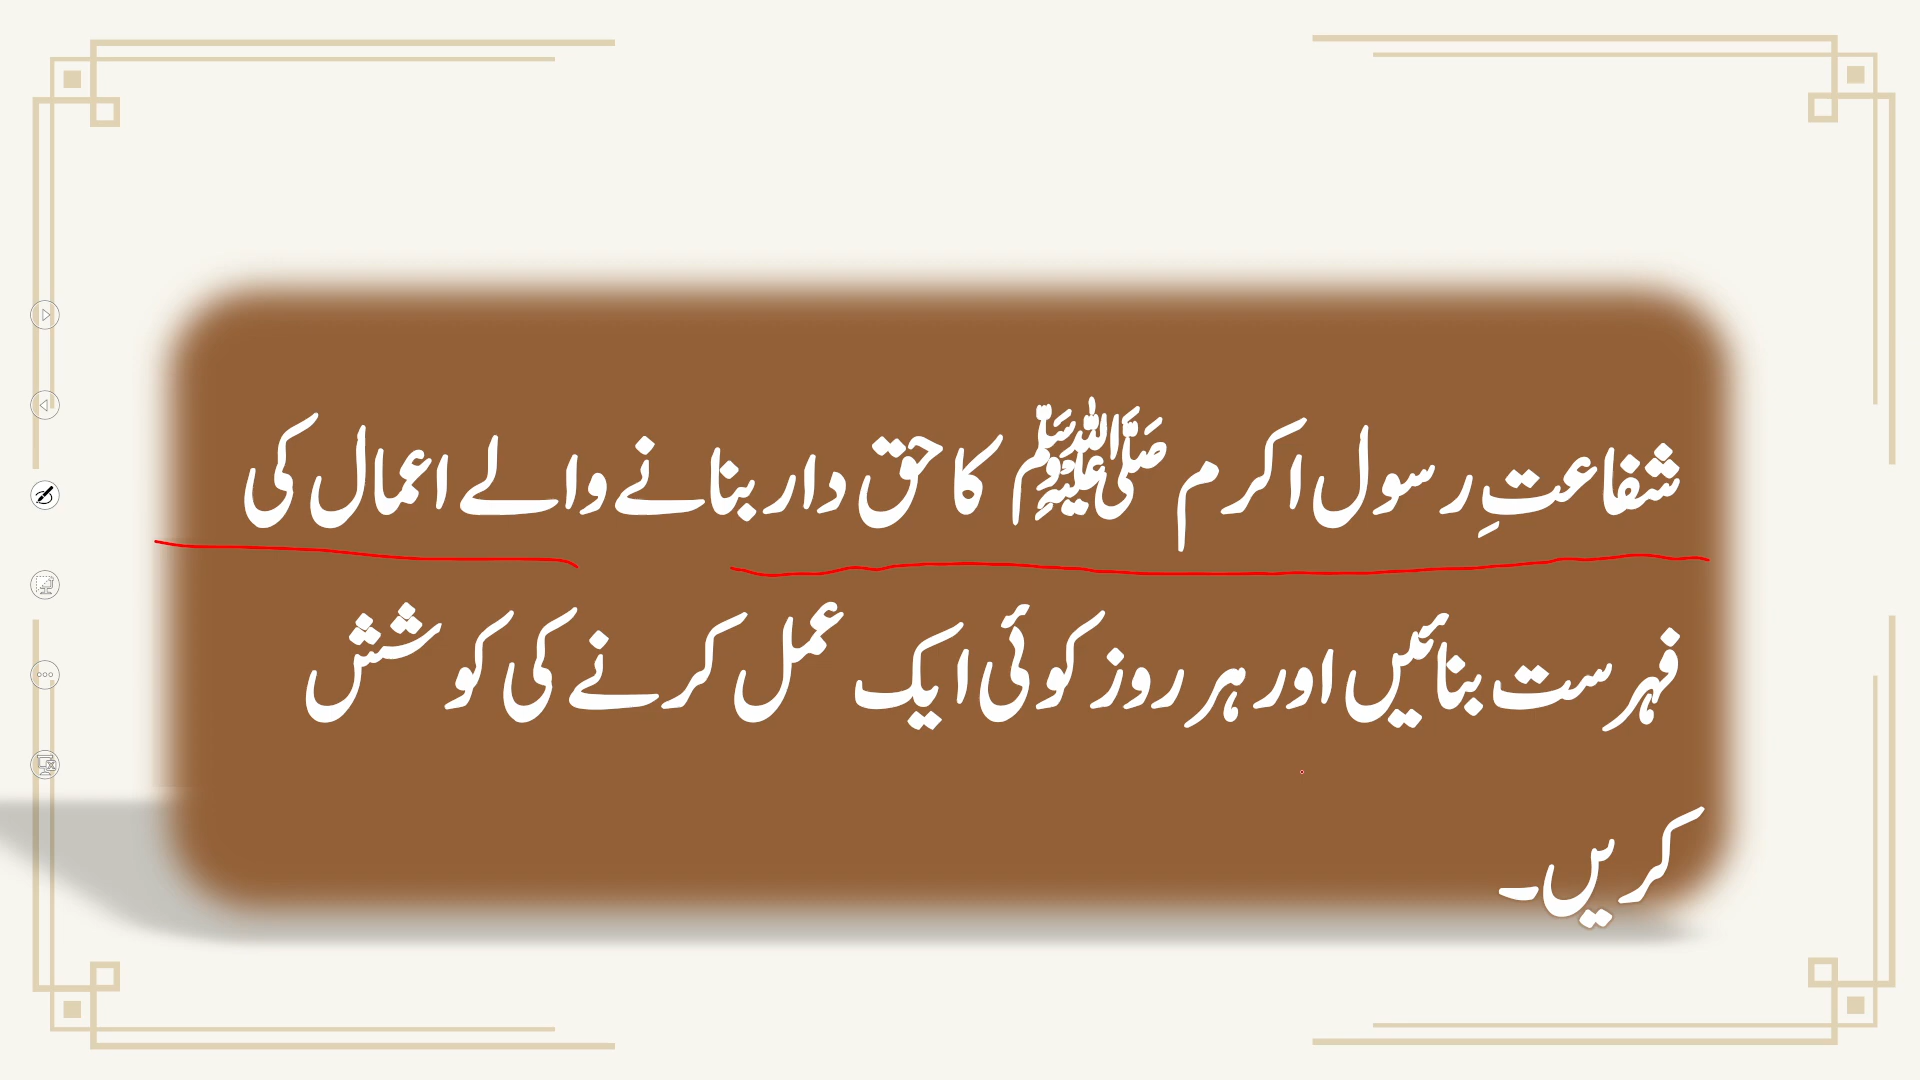 شفاعتِ رسول اکرم ﷺ کا حق دار بنانے والے اعمال کی
فہرست بنائیں اور ہر روز کوئی ایک عمل کرنے کی کوشش
کریں۔